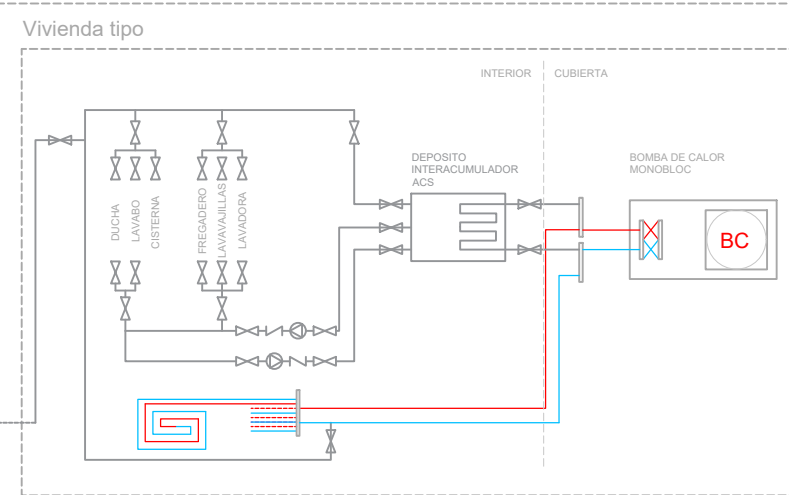 Vivienda tipo
INTERIOR
CUBIERTA
DEPOSITO
INTERACUMULADOR
ACS
BOMBA DE CALOR
MONOBLOC
DUCHA
LAVABO
CISTERNA
FREGADERO
LAVAVAJILLAS
LAVADORA
BC